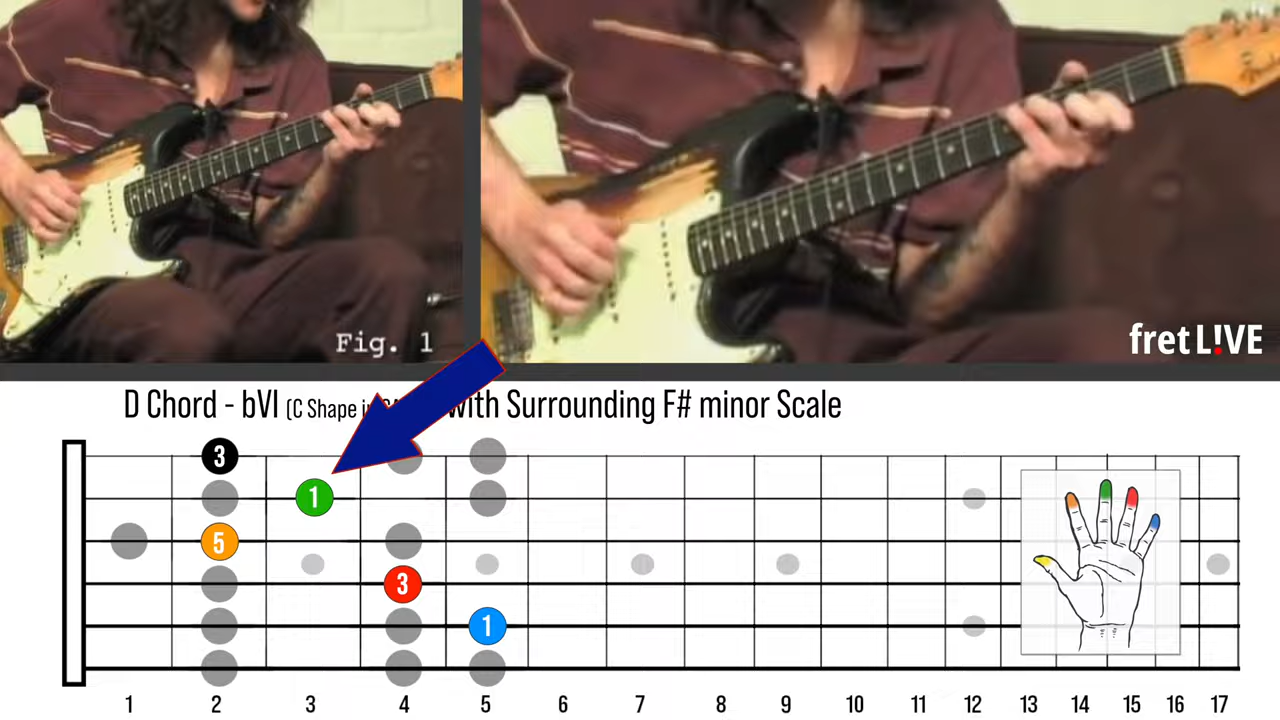 Fig. 1
fretL!VE
D Chord - bVI (C Shape i with Surrounding F# minor Scale
3
1
5
3
1
1 2 3 4 5 6 7 8 9 10 11 12 13 14 15 16 17